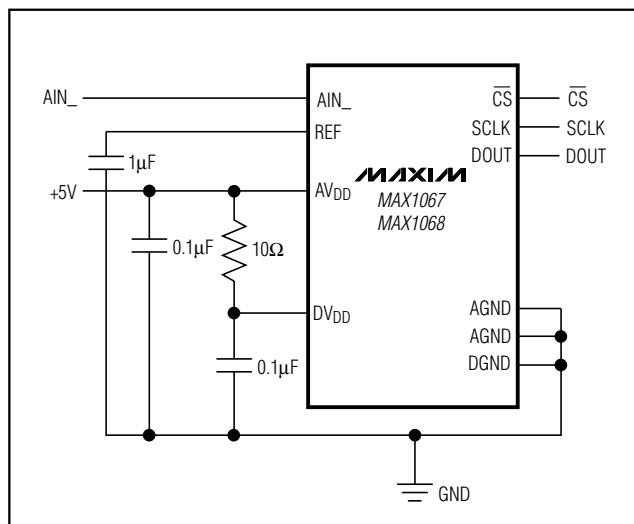 AIN_ AIN_ CS CS
REF SCLK SCLK
1µF DOUT DOUT
+5V AVDD MAXIM
MAX1067
MAX1068
0.1µF 10Ω
DVDD AGND
AGND
0.1µF DGND
GND